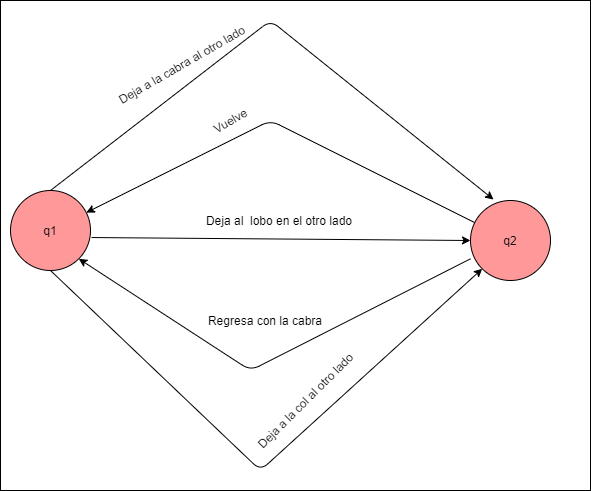 Deja a la cabra al otro lado
Vuelve
Deja al lobo en el otro lado
q1
q2
Regresa con la cabra
Deja a la col al otro lado